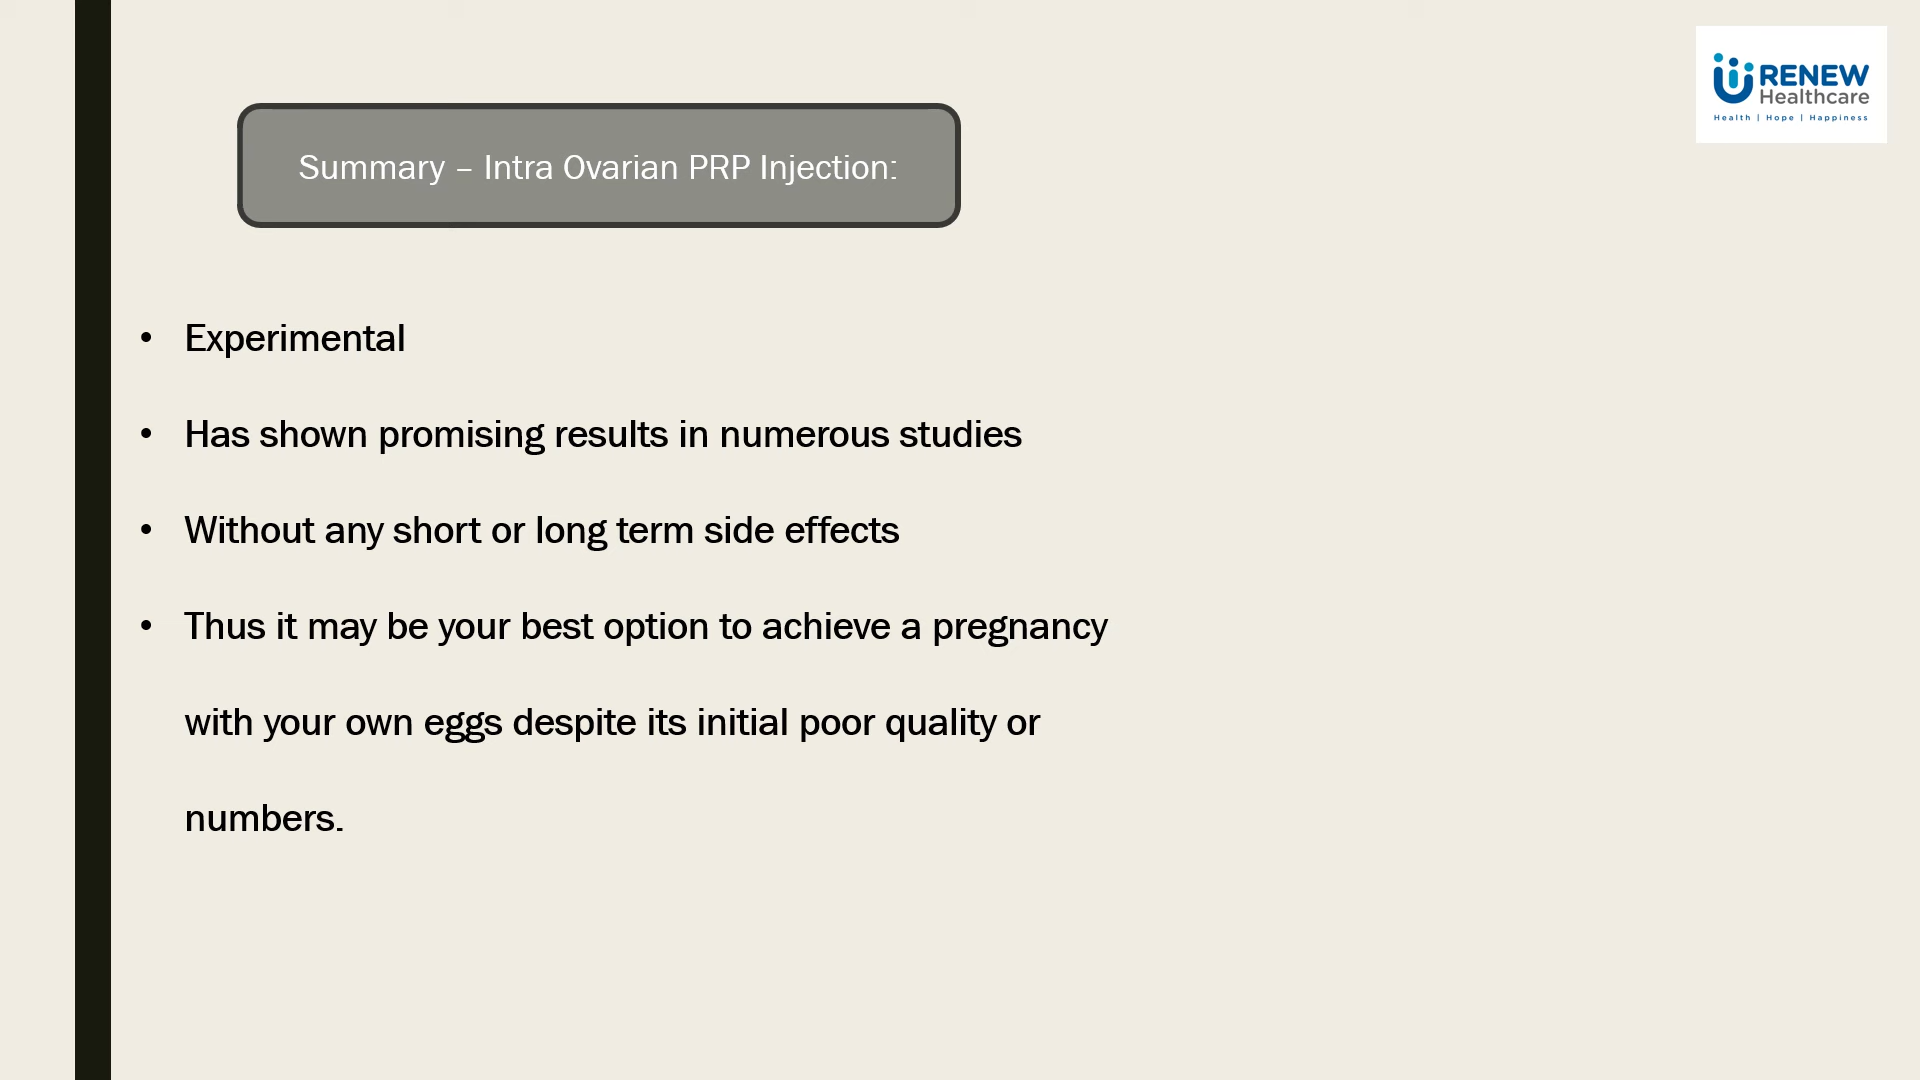 RENEW
Healthcare
Health | Hope | Happiness
Summary – Intra Ovarian PRP Injection:
• Experimental
• Has shown promising results in numerous studies
• Without any short or long term side effects
• Thus it may be your best option to achieve a pregnancy
with your own eggs despite its initial poor quality or
numbers.